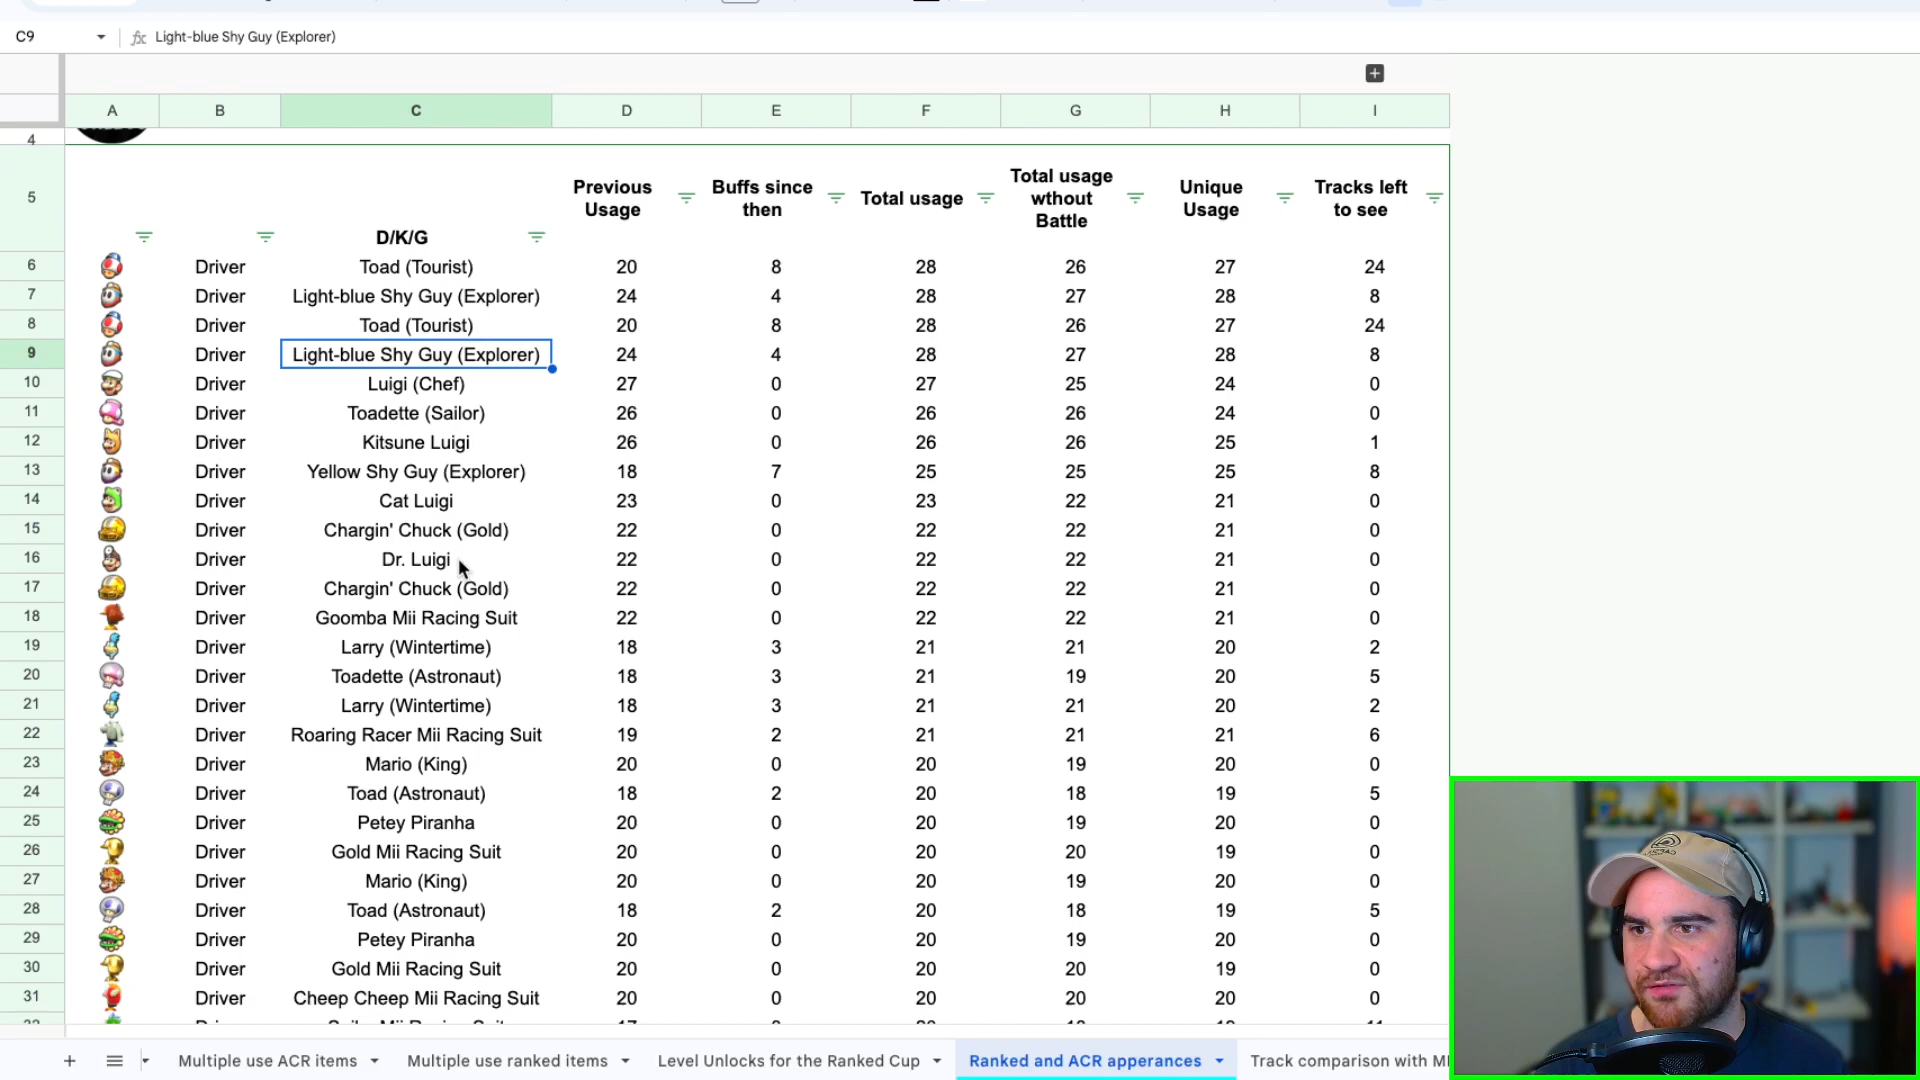 C9 fx Light-blue Shy Guy (Explorer)
A B C D E F G H I
4
5 D/K/G Previous Usage Buffs since then Total usage Total usage wthout Battle Unique Usage Tracks left to see
6 Driver Toad (Tourist) 20 8 28 26 27 24
7 Driver Light-blue Shy Guy (Explorer) 24 4 28 27 28 8
8 Driver Toad (Tourist) 20 8 28 26 27 24
9 Driver Light-blue Shy Guy (Explorer) 24 4 28 27 28 8
10 Driver Luigi (Chef) 27 0 27 25 24 0
11 Driver Toadette (Sailor) 26 0 26 26 24 0
12 Driver Kitsune Luigi 26 0 26 26 25 1
13 Driver Yellow Shy Guy (Explorer) 18 7 25 25 25 8
14 Driver Cat Luigi 23 0 23 22 21 0
15 Driver Chargin' Chuck (Gold) 22 0 22 22 21 0
16 Driver Dr. Luigi 22 0 22 22 21 0
17 Driver Chargin' Chuck (Gold) 22 0 22 22 21 0
18 Driver Goomba Mii Racing Suit 22 0 22 22 21 0
19 Driver Larry (Wintertime) 18 3 21 21 20 2
20 Driver Toadette (Astronaut) 18 3 21 19 20 5
21 Driver Larry (Wintertime) 18 3 21 21 20 2
22 Driver Roaring Racer Mii Racing Suit 19 2 21 21 21 6
23 Driver Mario (King) 20 0 20 19 20 0
24 Driver Toad (Astronaut) 18 2 20 18 19 5
25 Driver Petey Piranha 20 0 20 19 20 0
26 Driver Gold Mii Racing Suit 20 0 20 20 19 0
27 Driver Mario (King) 20 0 20 19 20 0
28 Driver Toad (Astronaut) 18 2 20 18 19 5
29 Driver Petey Piranha 20 0 20 19 20 0
30 Driver Gold Mii Racing Suit 20 0 20 20 19 0
31 Driver Cheep Cheep Mii Racing Suit 20 0 20 20 20 0
Multiple use ACR items Multiple use ranked items Level Unlocks for the Ranked Cup Ranked and ACR apperances Track comparison with